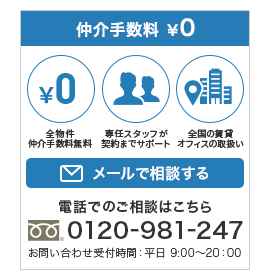 仲介手数料 ¥0
¥0
全物件
仲介手数料無料
専任スタッフが
契約までサポート
全国の賃貸
オフィスの取扱い
メールで相談する
電話でのご相談はこちら
0120-981-247
お問い合わせ受付時間：平日 9:00～20：00